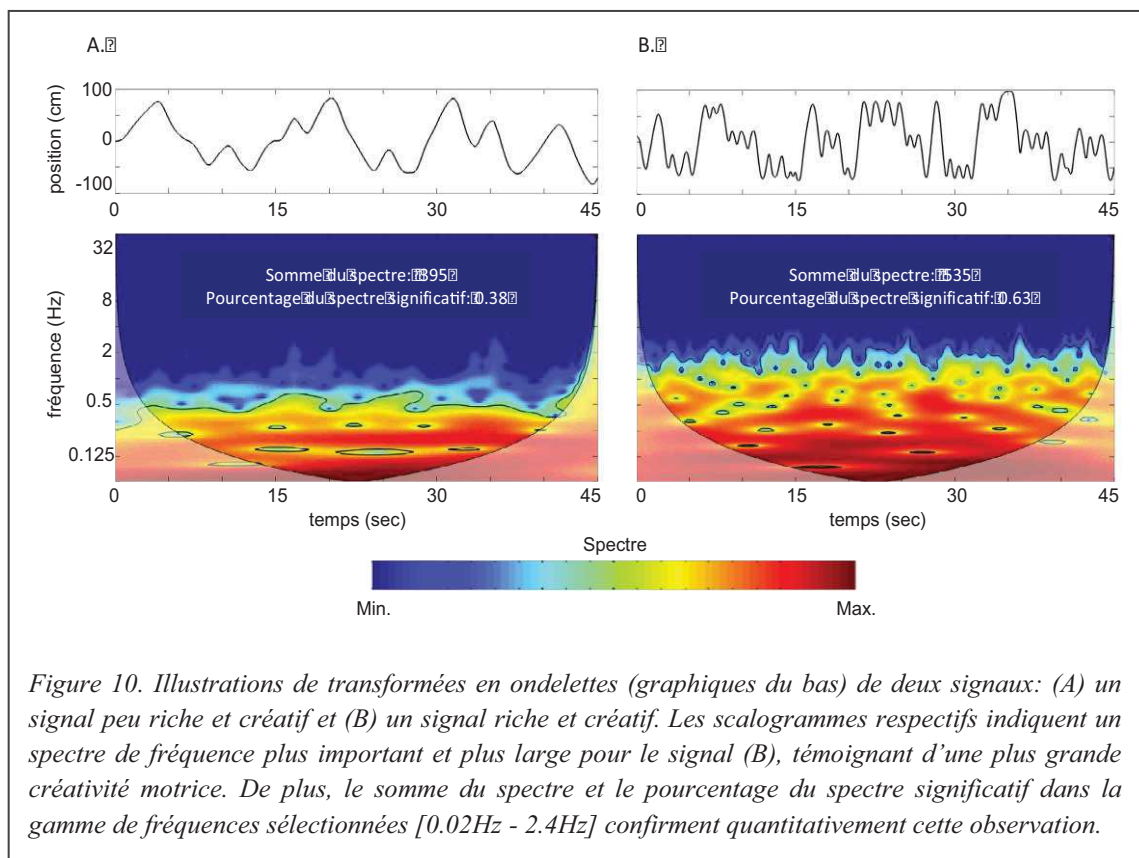 A.
B.
position (cm)
100
0
-100
0 15 30 45
0 15 30 45
fréquence (Hz)
32
8
2
0.5
0.125
Somme du spectre:
Pourcentage du spectre significatif: 0.38
Somme du spectre:
Pourcentage du spectre significatif: 0.63
0 15 30 45
temps (sec)
0 15 30 45
temps (sec)
Spectre
Min.
Max.
Figure 10. Illustrations de transformées en ondelettes (graphiques du bas) de deux signaux: (A) un
signal peu riche et créatif et (B) un signal riche et créatif. Les scalogrammes respectifs indiquent un
spectre de fréquence plus important et plus large pour le signal (B), témoignant d'une plus grande
créativité motrice. De plus, le somme du spectre et le pourcentage du spectre significatif dans la
gamme de fréquences sélectionnées [0.02Hz - 2.4Hz] confirment quantitativement cette observation.